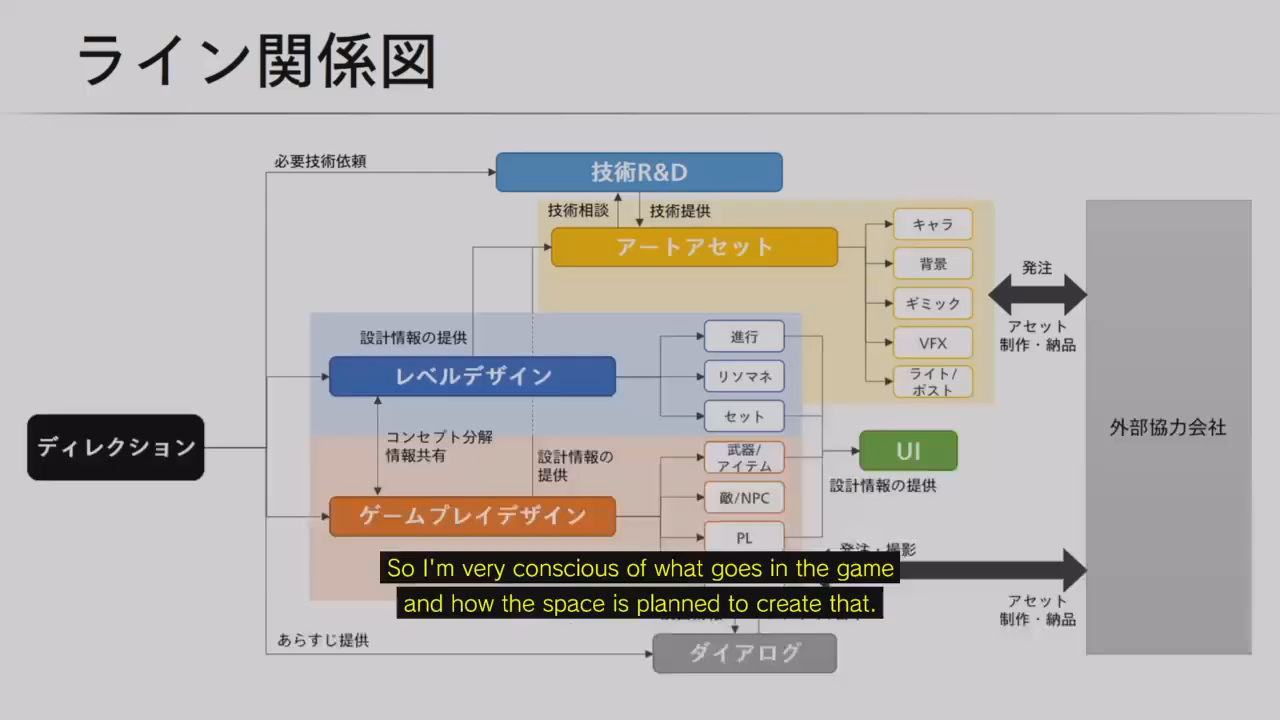 ライン関係図
必要技術依頼
技術R&D
技術相談
技術提供
アートアセット
キャラ
背景
ギミック
VFX
ライト/
ポスト
発注
アセット
制作・納品
設計情報の提供
レベルデザイン
進行
リソマネ
セット
ディレクション
コンセプト分解
情報共有
設計情報の
提供
武器/
アイテム
敵/NPC
PL
UI
設計情報の提供
外部協力会社
ゲームプレイデザイン
発注・撮影
アセット
制作・納品
So I'm very conscious of what goes in the game
and how the space is planned to create that.
あらすじ提供
ダイアログ